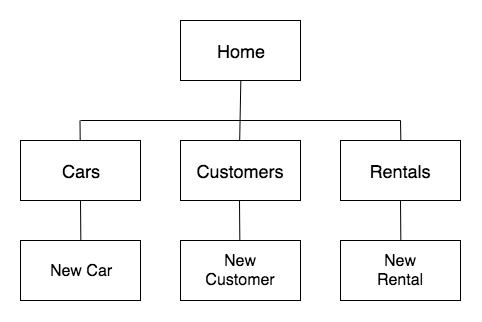 Home
Cars
Customers
Rentals
New Car
New
Customer
New
Rental